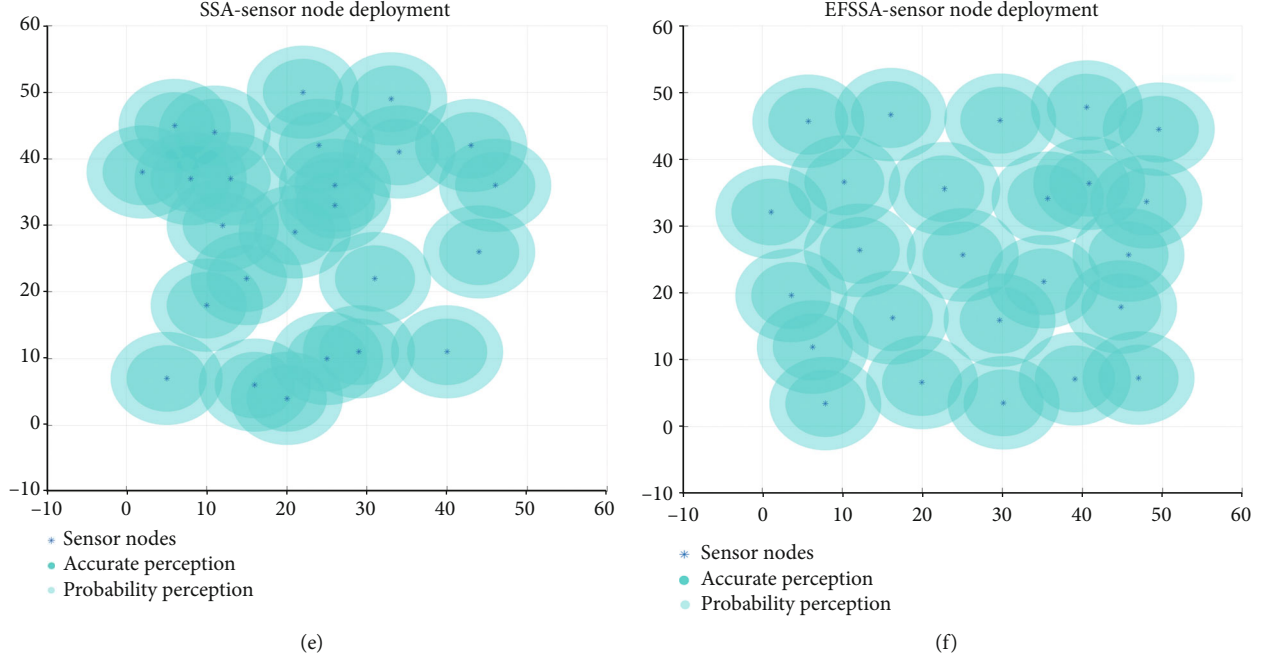 SSA-sensor node deployment
60
50
40
30
20
10
0
–10
–10 0 10 20 30 40 50 60
* Sensor nodes
Accurate perception
Probability perception
(e)
EFSSA-sensor node deployment
60
50
40
30
20
10
0
–10
–10 0 10 20 30 40 50 60
* Sensor nodes
Accurate perception
Probability perception
(f)